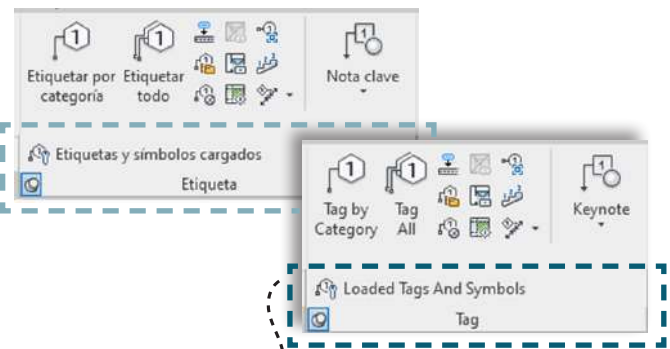 Etiquetar por categoría
Etiquetar todo
Nota clave
Etiquetas y símbolos cargados
Etiqueta
Tag by Category
Tag All
Keynote
Loaded Tags And Symbols
Tag